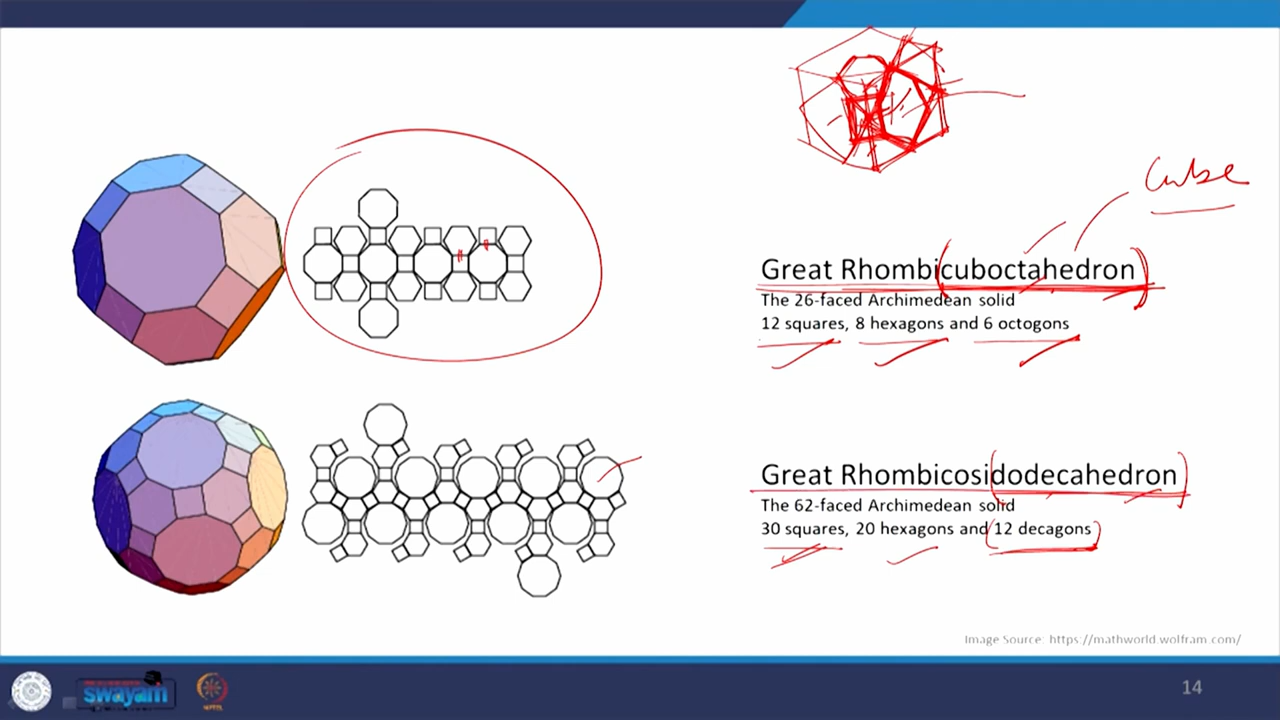 Cube
Great Rhombicuboctahedron
The 26-faced Archimedean solid
12 squares, 8 hexagons and 6 octogons
Great Rhombicosidodecahedron
The 62-faced Archimedean solid
30 squares, 20 hexagons and 12 decagons
Image Source: https://mathworld.wolfram.com/
swayam
14